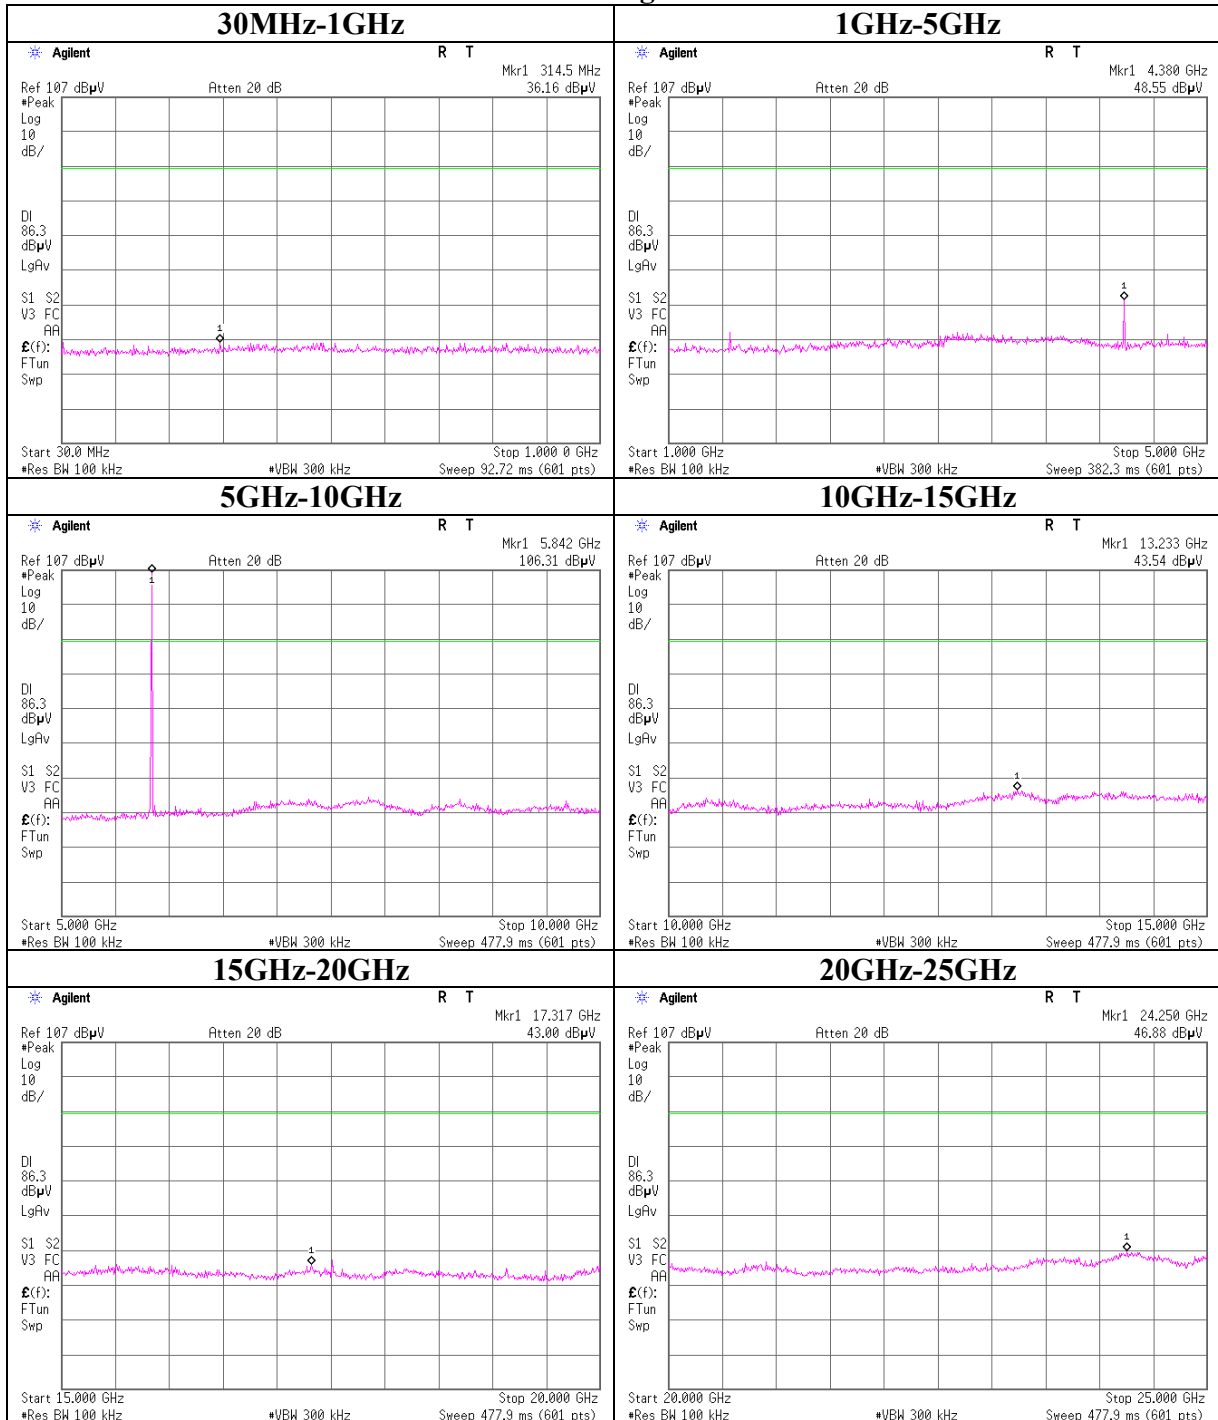 30MHz-1GHz
Agilent R T
Mkr1 314.5 MHz
Ref 107 dBµV Atten 20 dB 36.16 dBµV
#Peak
Log
10
dB/
DI
86.3
dBµV
LgAv
S1 S2
V3 FC
AA
£(f):
FTun
Swp
1
Start 30.0 MHz Stop 1.000 0 GHz
#Res BW 100 kHz #VBW 300 kHz Sweep 92.72 ms (601 pts)
1GHz-5GHz
Agilent R T
Mkr1 4.380 GHz
Ref 107 dBµV Atten 20 dB 48.55 dBµV
#Peak
Log
10
dB/
DI
86.3
dBµV
LgAv
S1 S2
V3 FC
AA
£(f):
FTun
Swp
1
Start 1.000 GHz Stop 5.000 GHz
#Res BW 100 kHz #VBW 300 kHz Sweep 382.3 ms (601 pts)
5GHz-10GHz
Agilent R T
Mkr1 5.842 GHz
Ref 107 dBµV Atten 20 dB 106.31 dBµV
#Peak
1
Log
10
dB/
DI
86.3
dBµV
LgAv
S1 S2
V3 FC
AA
£(f):
FTun
Swp
Start 5.000 GHz Stop 10.000 GHz
#Res BW 100 kHz #VBW 300 kHz Sweep 477.9 ms (601 pts)
10GHz-15GHz
Agilent R T
Mkr1 13.233 GHz
Ref 107 dBµV Atten 20 dB 43.54 dBµV
#Peak
Log
10
dB/
DI
86.3
dBµV
LgAv
S1 S2
1
V3 FC
AA
£(f):
FTun
Swp
Start 10.000 GHz Stop 15.000 GHz
#Res BW 100 kHz #VBW 300 kHz Sweep 477.9 ms (601 pts)
15GHz-20GHz
Agilent R T
Mkr1 17.317 GHz
Ref 107 dBµV Atten 20 dB 43.00 dBµV
#Peak
Log
10
dB/
DI
86.3
dBµV
LgAv
S1 S2
1
V3 FC
AA
£(f):
FTun
Swp
Start 15.000 GHz Stop 20.000 GHz
#Res BW 100 kHz #VBW 300 kHz Sweep 477.9 ms (601 pts)
20GHz-25GHz
Agilent R T
Mkr1 24.250 GHz
Ref 107 dBµV Atten 20 dB 46.88 dBµV
#Peak
Log
10
dB/
DI
86.3
dBµV
LgAv
1
S1 S2
V3 FC
AA
£(f):
FTun
Swp
Start 20.000 GHz Stop 25.000 GHz
#Res BW 100 kHz #VBW 300 kHz Sweep 477.9 ms (601 pts)